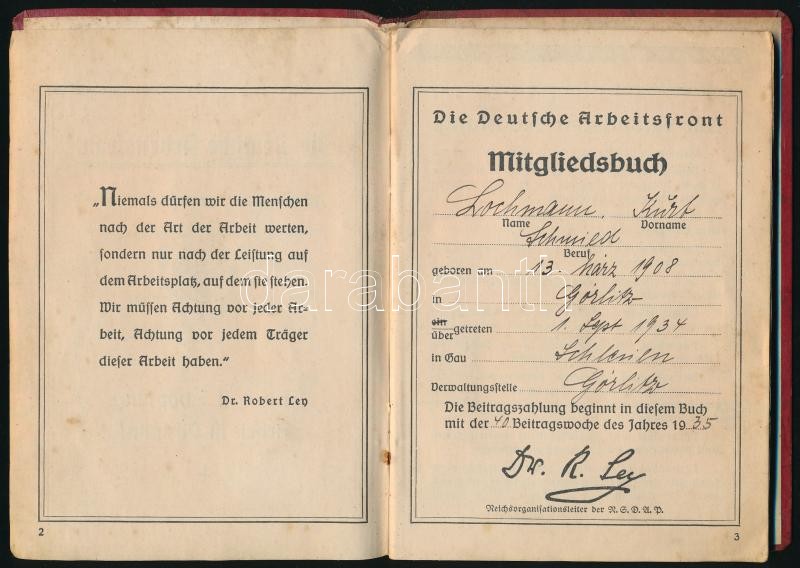 „Niemals dürfen wir die Menschen
nach der Art der Arbeit werten,
sondern nur nach der Leistung auf
dem Arbeitsplatz, auf dem sie stehen.
Wir müssen Achtung vor jeder Ar-
beit, Achtung vor jedem Träger
dieser Arbeit haben.“
Dr. Robert Ley
2
Die Deutsche Arbeitsfront
Mitgliedsbuch
Lochmann, Kurt
Name Vorname
Schmied
Beruf
geboren am 13. März 1908
in Görlitz
ein
übergetreten 1. Sept 1934
in Gau Schlesien
Verwaltungsstelle Görlitz
Die Beitragszahlung beginnt in diesem Buch
mit der 40 Beitragswoche des Jahres 1935
Dr. R. Ley
Reichsorganisationsleiter der N.S.D.A.P.
3
darabanth